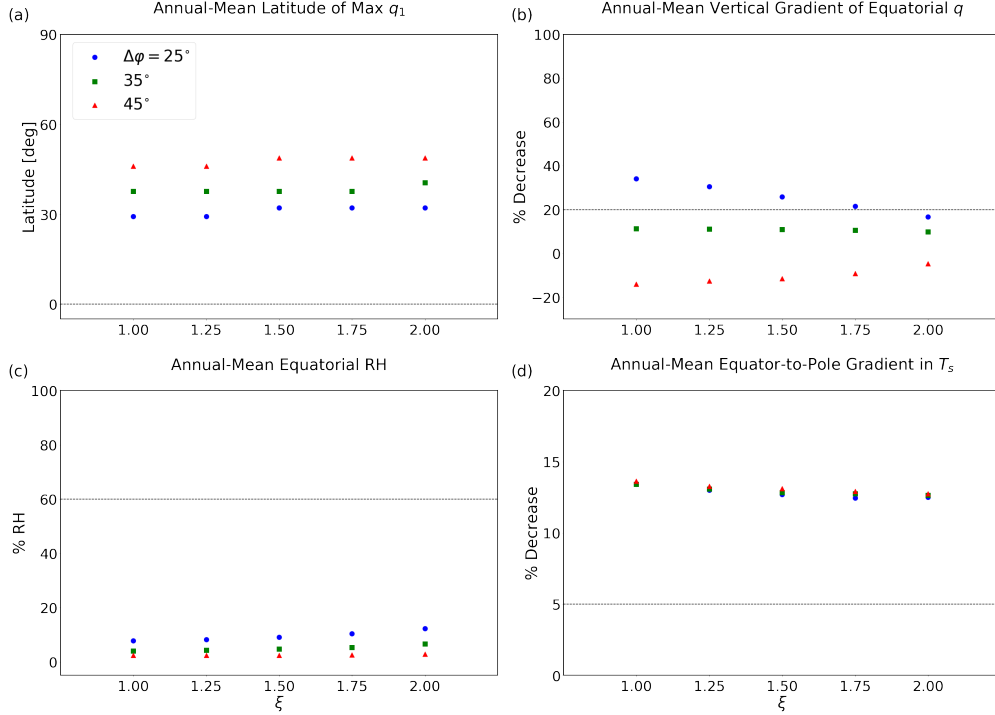 (a)
Annual-Mean Latitude of Max q₁
90
60
30
0
Latitude [deg]
Δφ = 25°
35°
45°
1.00 1.25 1.50 1.75 2.00
(b)
Annual-Mean Vertical Gradient of Equatorial q
100
80
60
40
20
0
−20
% Decrease
1.00 1.25 1.50 1.75 2.00
(c)
Annual-Mean Equatorial RH
100
80
60
40
20
0
% RH
1.00 1.25 1.50 1.75 2.00
ξ
(d)
Annual-Mean Equator-to-Pole Gradient in Tₛ
20
15
10
5
0
% Decrease
1.00 1.25 1.50 1.75 2.00
ξ